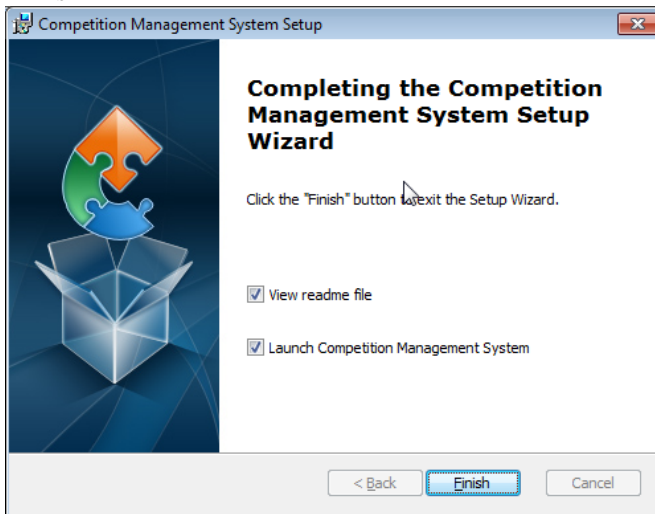 Competition Management System Setup
Completing the Competition
Management System Setup
Wizard
Click the "Finish" button to exit the Setup Wizard.
View readme file
Launch Competition Management System
< Back
Finish
Cancel